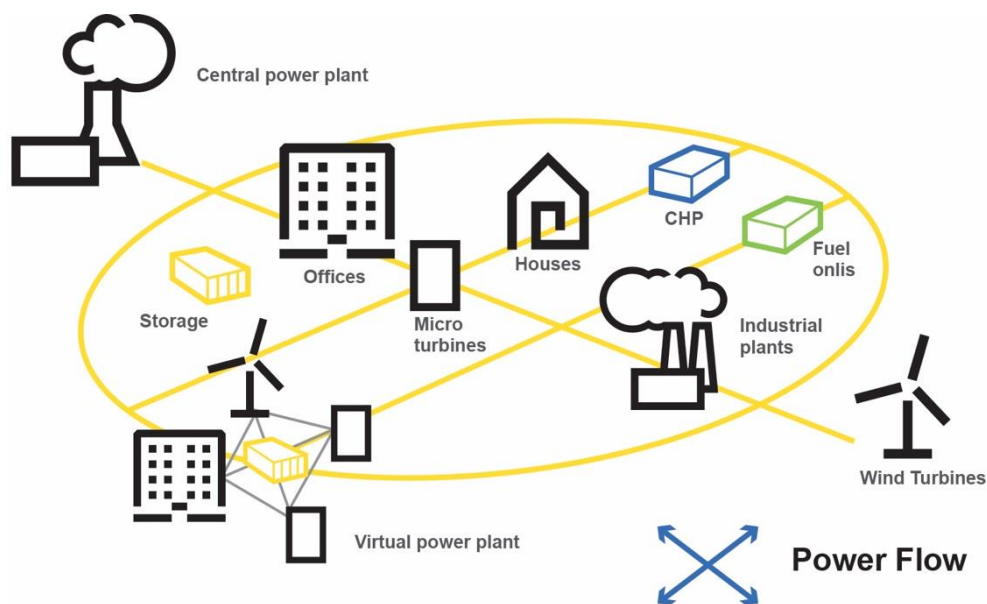 Central power plant
Offices
Houses
CHP
Fuel
onlis
Storage
Micro
turbines
Industrial
plants
Wind Turbines
Virtual power plant
Power Flow